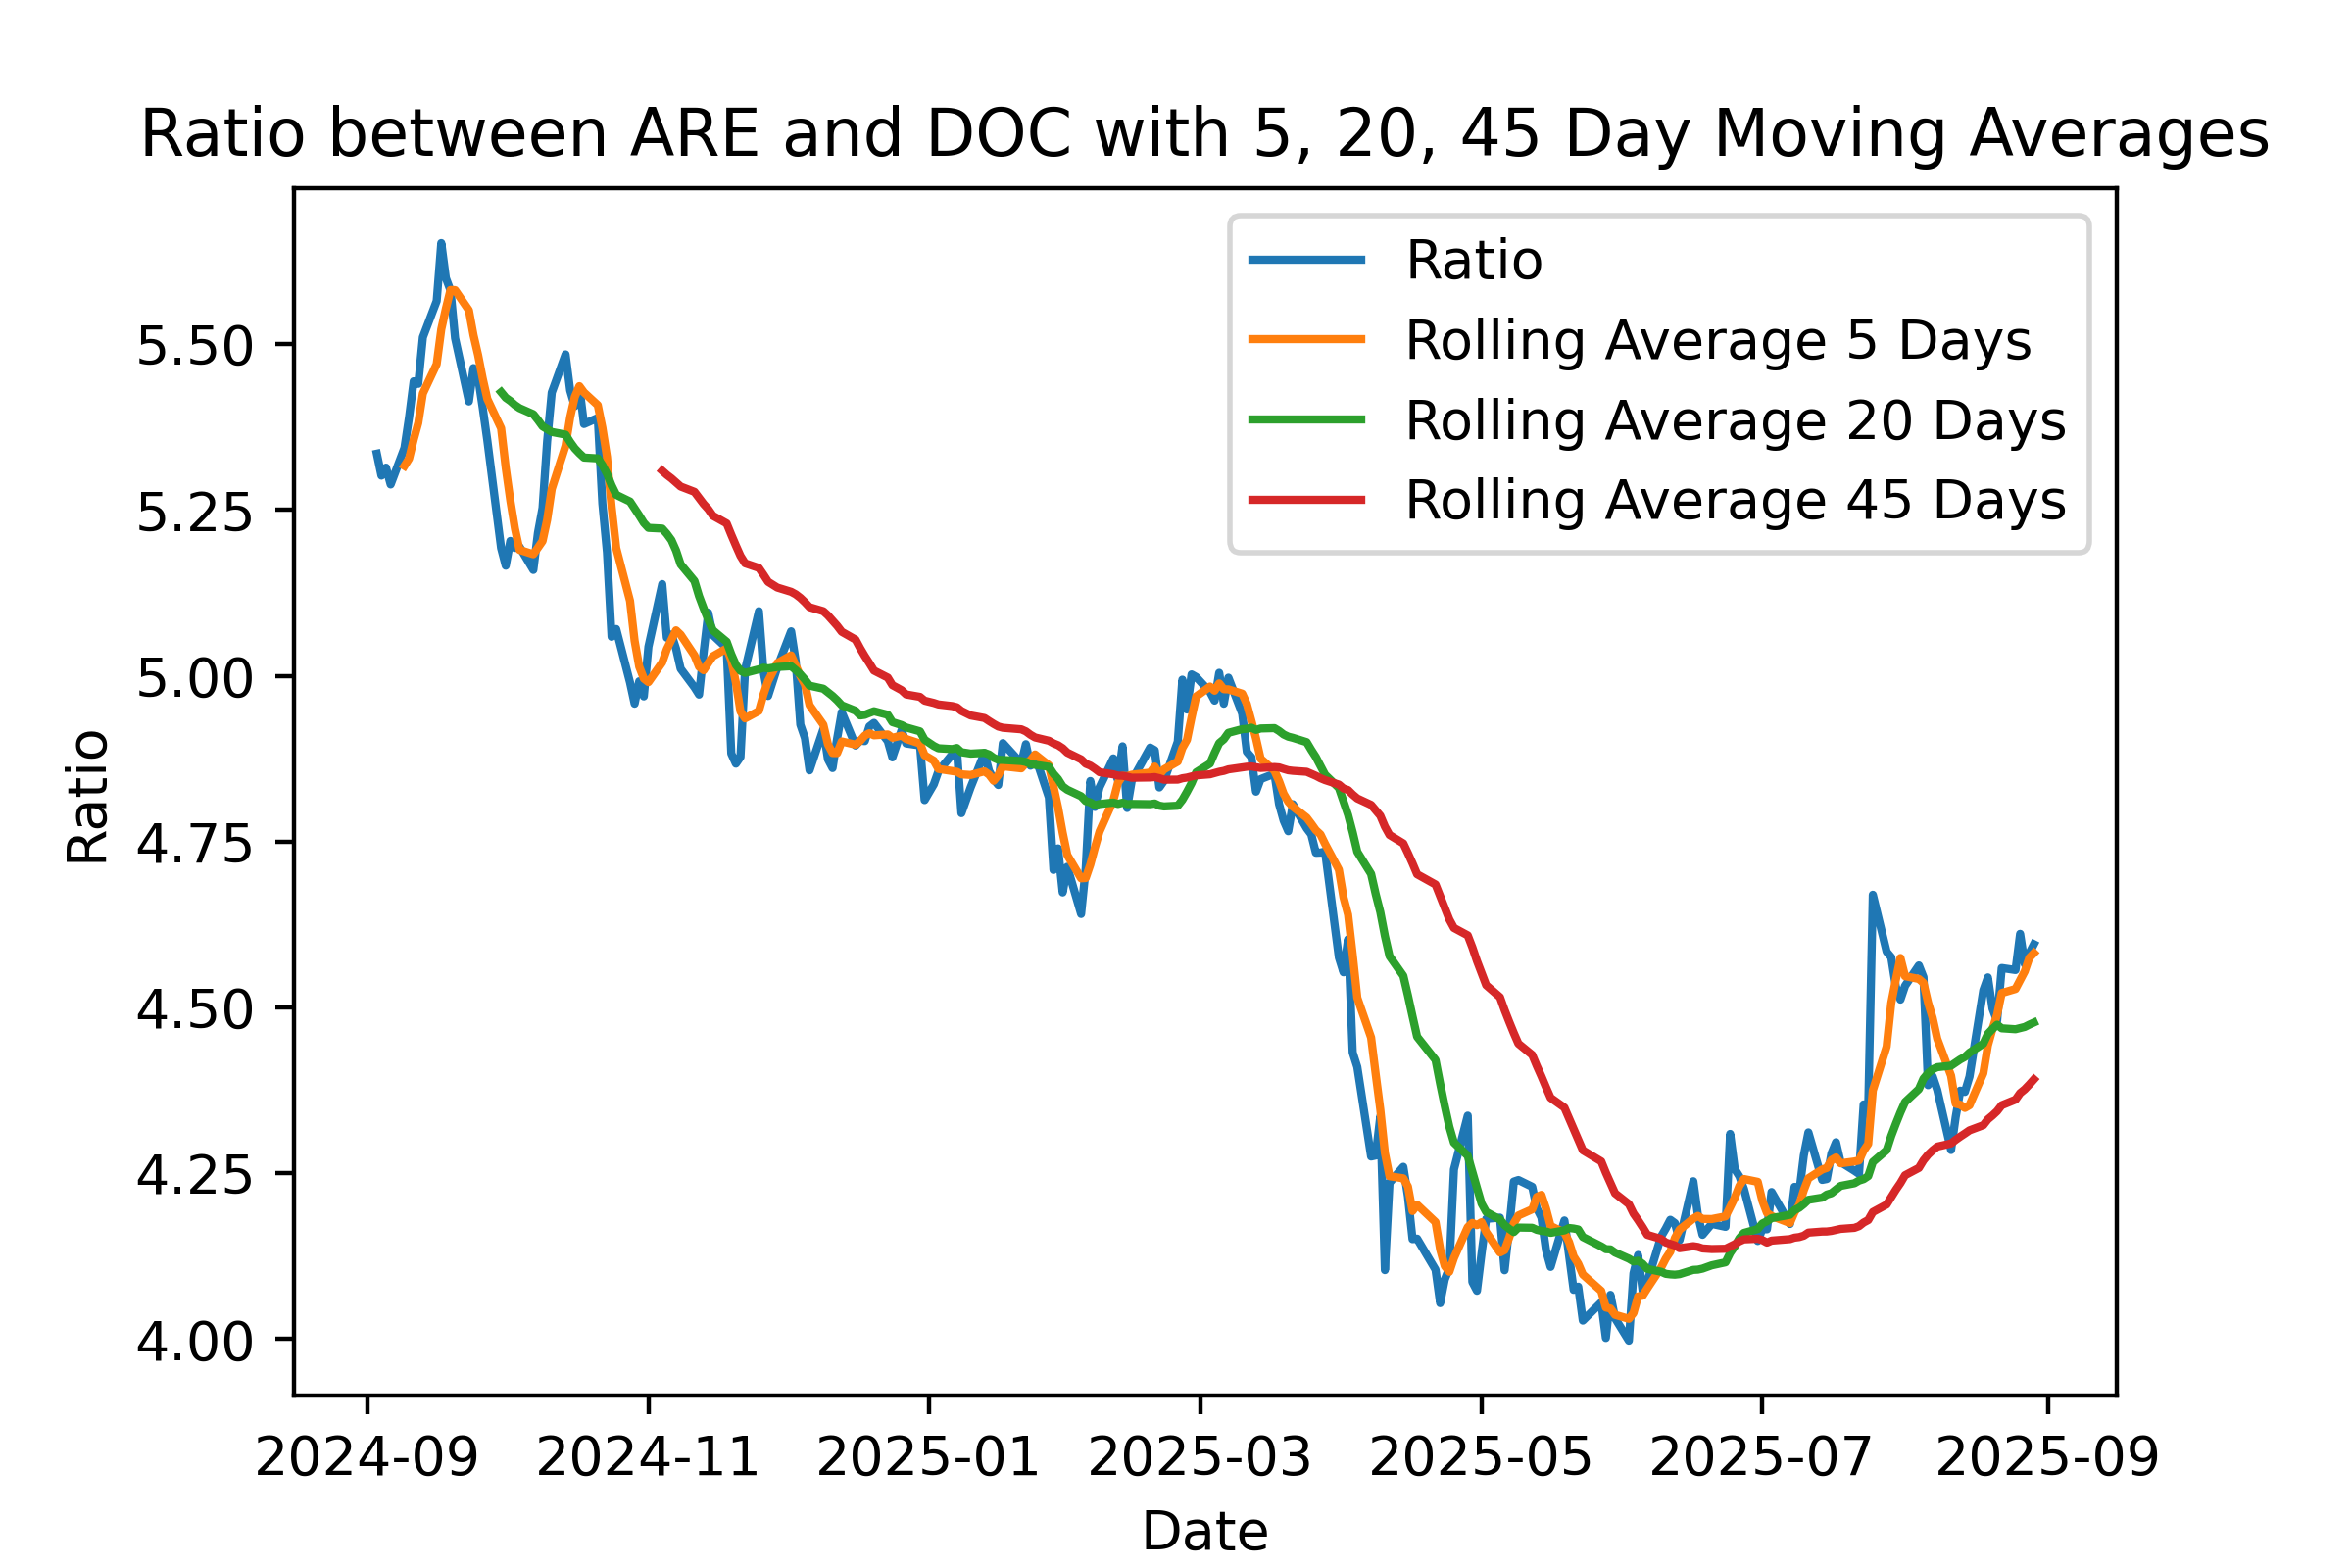 Ratio between ARE and DOC with 5, 20, 45 Day Moving Averages
Ratio
Rolling Average 5 Days
Rolling Average 20 Days
Rolling Average 45 Days
5.50
5.25
5.00
4.75
4.50
4.25
4.00
Ratio
2024-09 2024-11 2025-01 2025-03 2025-05 2025-07 2025-09
Date